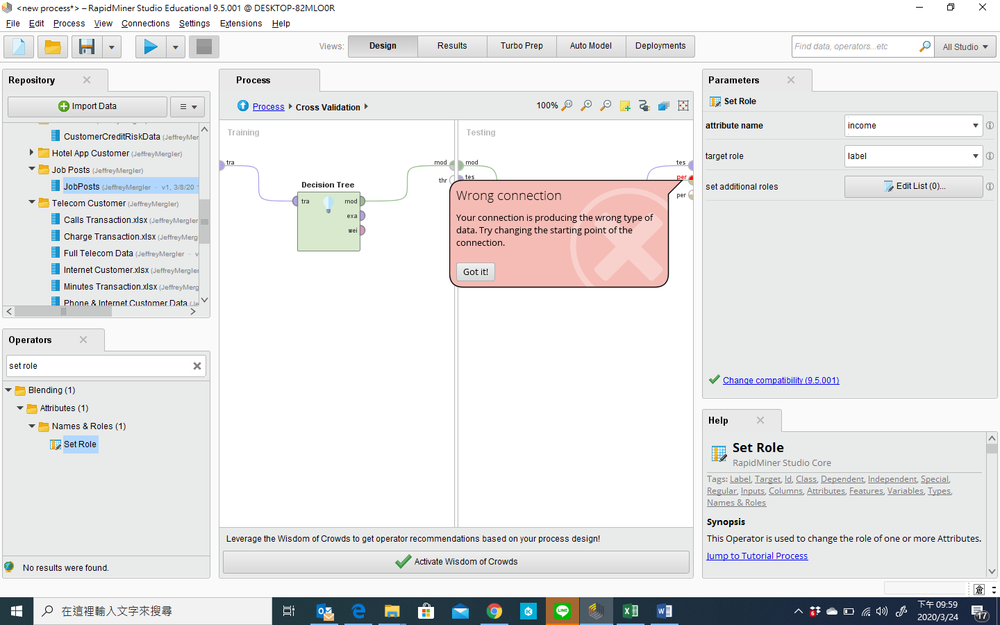 <new process*> – RapidMiner Studio Educational 9.5.001 @ DESKTOP-82MLO0R
File Edit Process View Connections Settings Extensions Help
Views: Design Results Turbo Prep Auto Model Deployments Find data, operators...etc All Studio
Repository
Import Data
CustomerCreditRiskData (JeffreyMer
Hotel App Customer (JeffreyMergler)
Job Posts (JeffreyMergler)
JobPosts (JeffreyMergler - v1, 3/8/20
Telecom Customer (JeffreyMergler)
Calls Transaction.xlsx (JeffreyMergler
Charge Transaction.xlsx (JeffreyMerg
Full Telecom Data (JeffreyMergler - v
Internet Customer.xlsx (JeffreyMergler
Minutes Transaction.xlsx (JeffreyMerg
Phone & Internet Customer Data (Je
Operators
set role
Blending (1)
Attributes (1)
Names & Roles (1)
Set Role
No results were found.
Process
Process Cross Validation 100%
Training Testing
tra mod mod tes
thr tes per
per
Decision Tree
tra mod
exa
wei
Wrong connection
Your connection is producing the wrong type of
data. Try changing the starting point of the
connection.
Got it!
Leverage the Wisdom of Crowds to get operator recommendations based on your process design!
Activate Wisdom of Crowds
Parameters
Set Role
attribute name income
target role label
set additional roles Edit List (0)...
Change compatibility (9.5.001)
Help
Set Role
RapidMiner Studio Core
Tags: Label, Target, Id, Class, Dependent, Independent, Special,
Regular, Inputs, Columns, Attributes, Features, Variables, Types,
Names & Roles
Synopsis
This Operator is used to change the role of one or more Attributes.
Jump to Tutorial Process
倉
在這裡輸入文字來搜尋
LINE
6
下午 09:59
2020/3/24
17